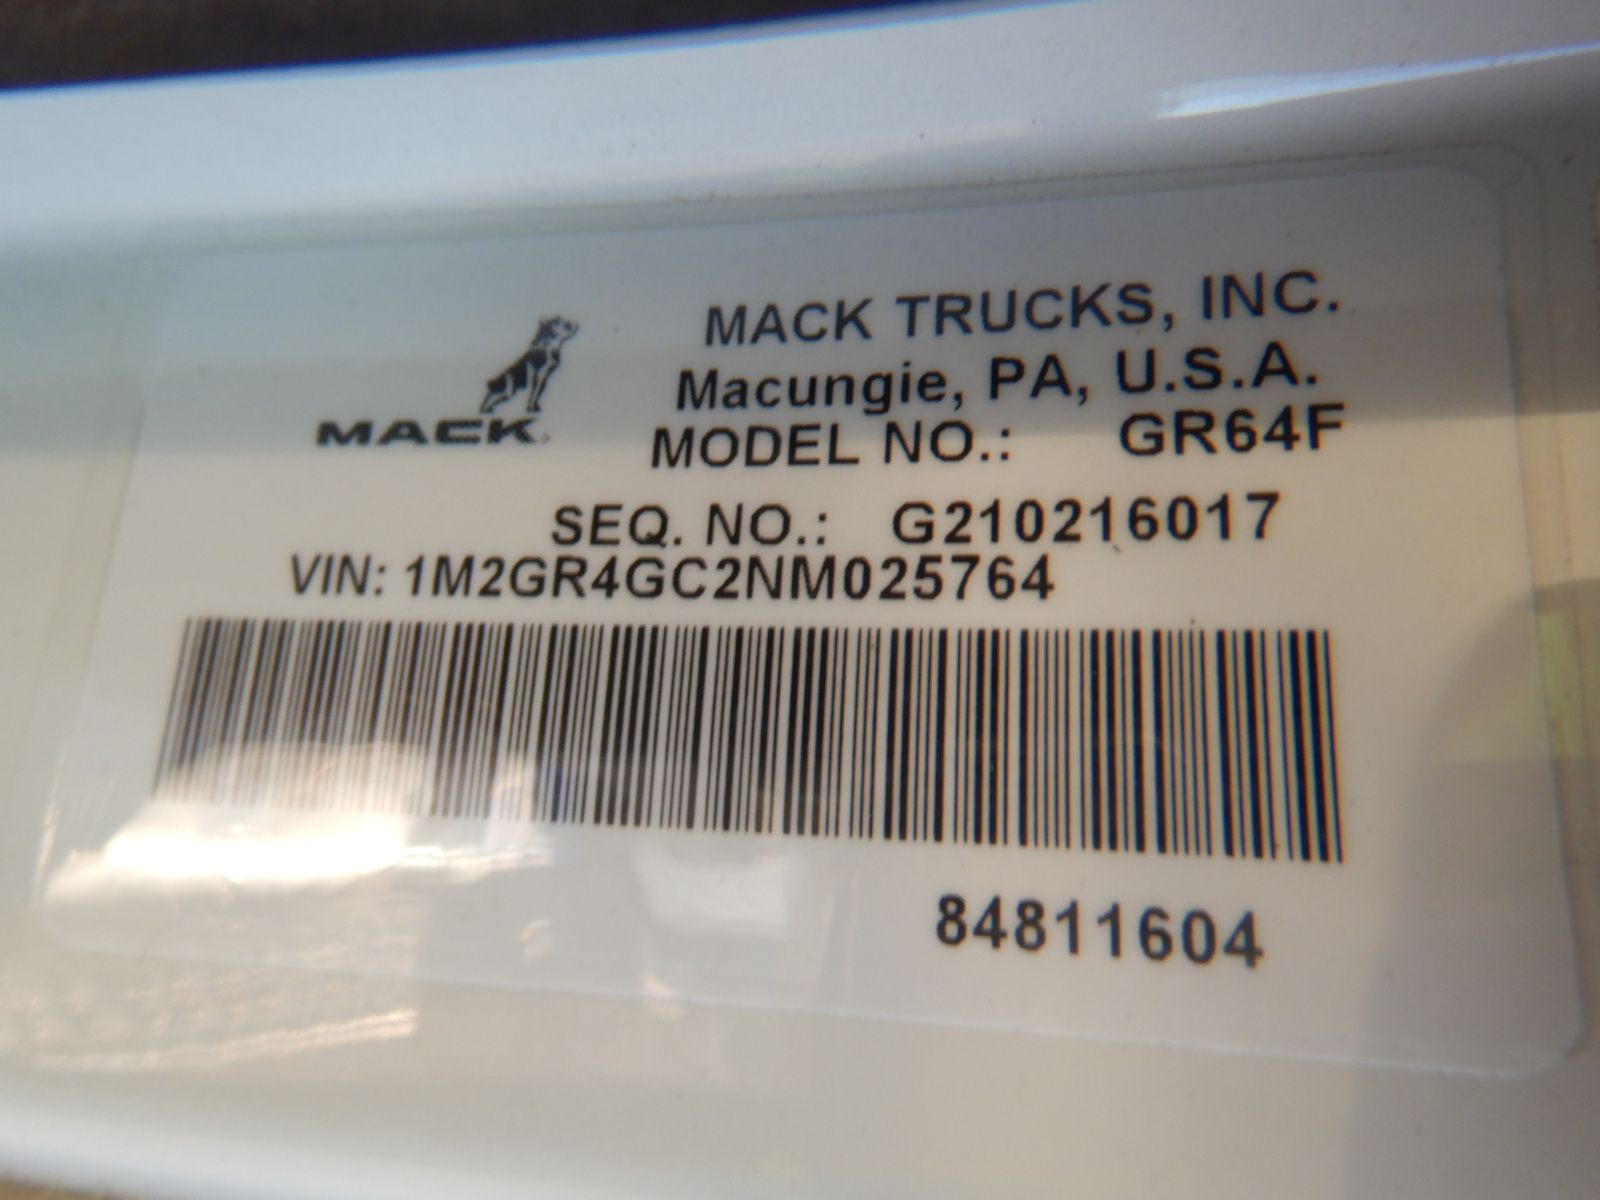 MACK TRUCKS, INC.
Macungie, PA, U.S.A.
MACK
MODEL NO.: GR64F
SEQ. NO.: G210216017
VIN: 1M2GR4GC2NM025764
84811604